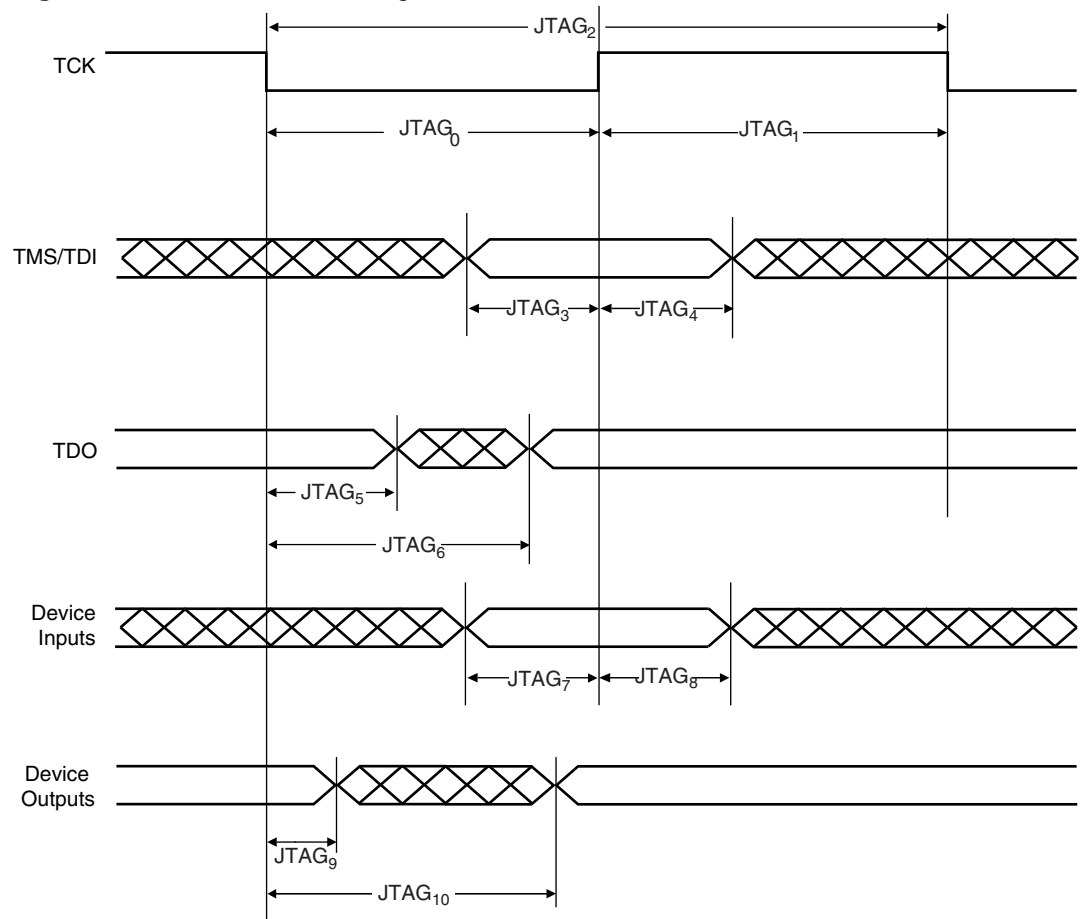 JTAG₂
TCK
JTAG₀
JTAG₁
TMS/TDI
JTAG₃
JTAG₄
TDO
JTAG₅
JTAG₆
Device
Inputs
JTAG₇
JTAG₈
Device
Outputs
JTAG₉
JTAG₁₀